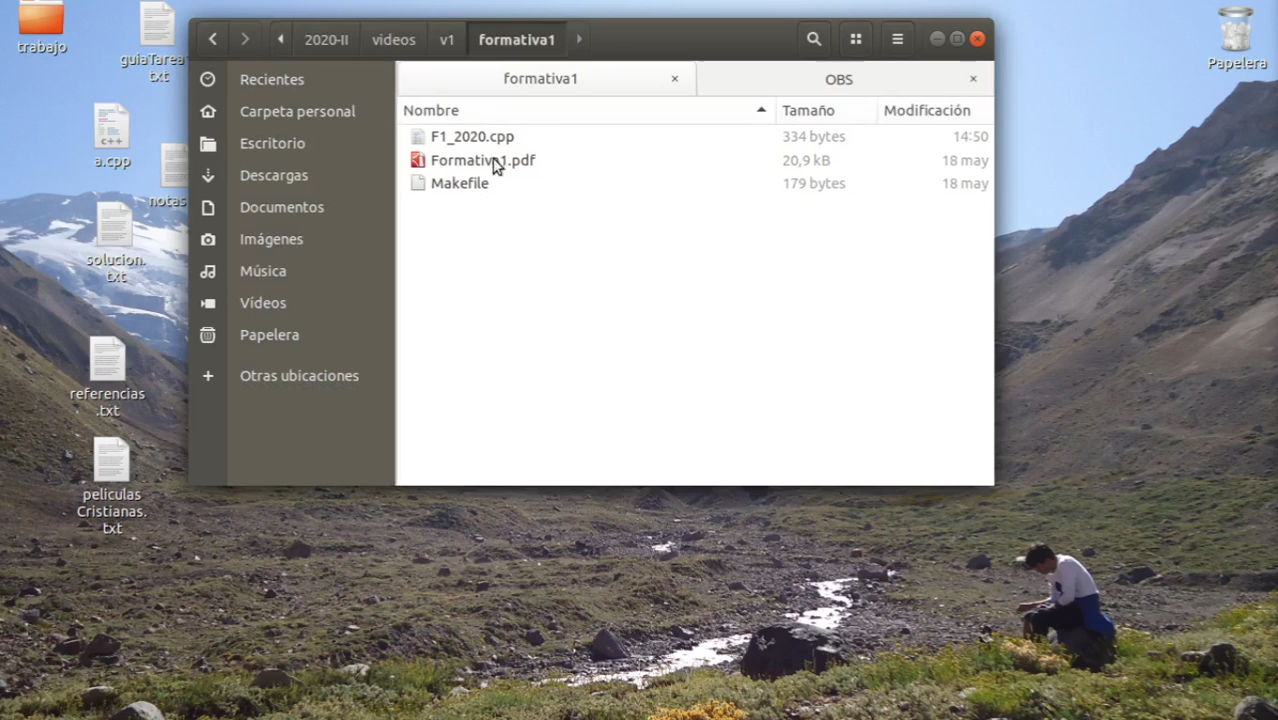 trabajo
guiaTarea
txt
C++
a.cpp
notas
solucion.
txt
referencias
.txt
peliculas
Cristianas.
txt
Papelera
2020-II
videos
v1
formativa1
Recientes
Carpeta personal
Escritorio
Descargas
Documentos
Imágenes
Música
Vídeos
Papelera
Otras ubicaciones
formativa1
OBS
Nombre
Tamaño
Modificación
F1_2020.cpp
334 bytes
14:50
Formativa1.pdf
20,9 kB
18 may
Makefile
179 bytes
18 may